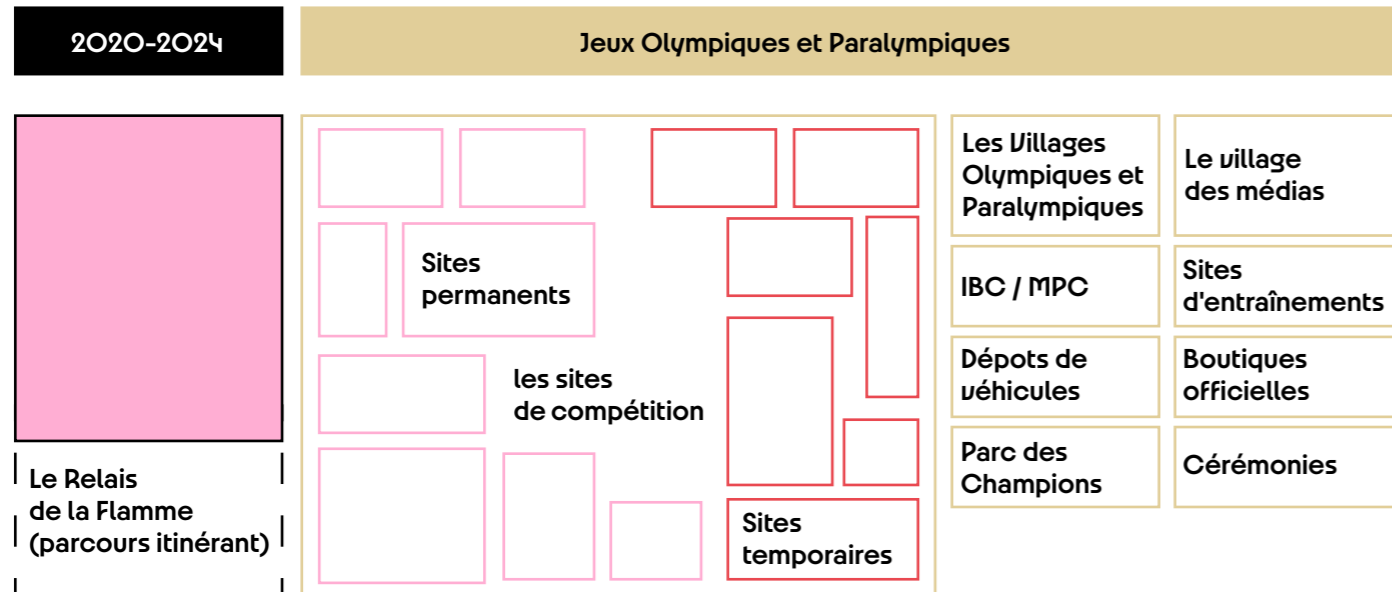 2020-2024
Jeux Olympiques et Paralympiques
Sites
permanents
les sites
de compétition
Sites
temporaires
Le Relais
de la Flamme
(parcours itinérant)
Les Villages
Olympiques et
Paralympiques
Le village
des médias
IBC / MPC
Sites
d'entraînements
Dépots de
véhicules
Boutiques
officielles
Parc des
Champions
Cérémonies